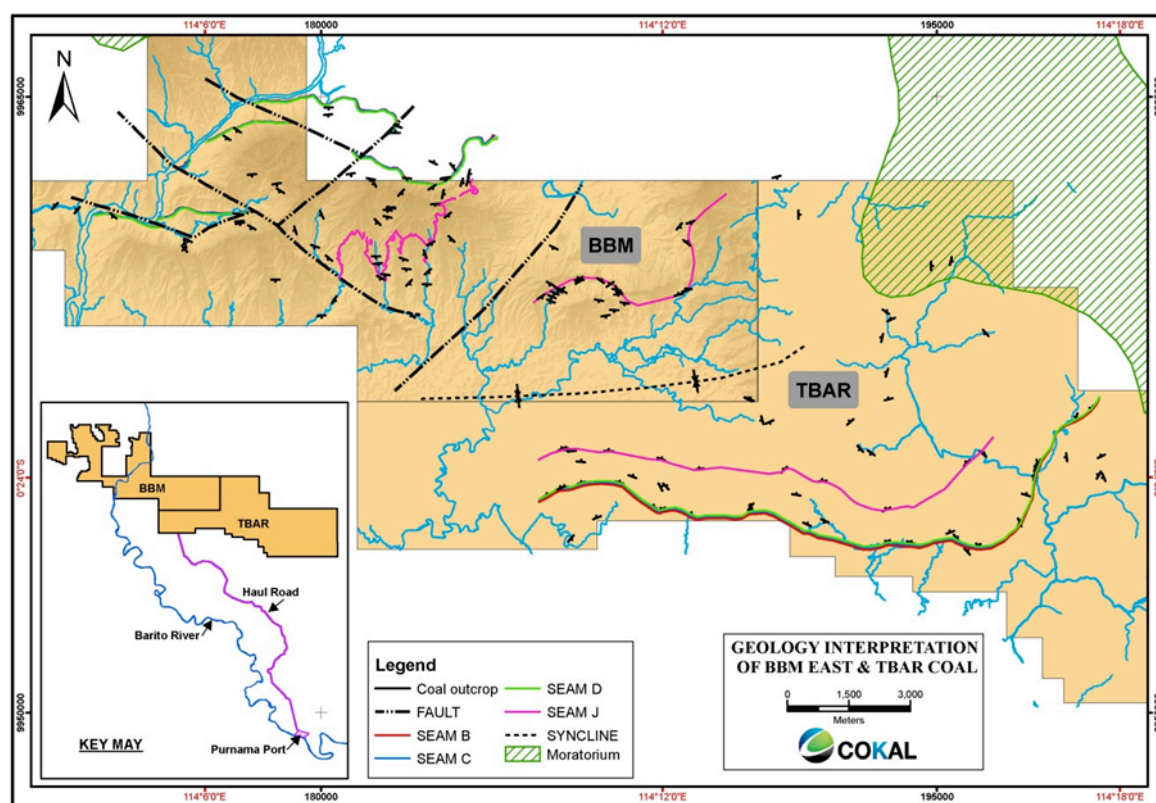 114°6'0"E
180000
114°12'0"E
195000
114°18'0"E
N
9965000
BBM
TBAR
0°24'0"S
BBM
TBAR
Haul Road
Barito River
Purnama Port
KEY MAY
9950000
Legend
Coal outcrop
FAULT
SEAM B
SEAM C
SEAM D
SEAM J
SYNCLINE
Moratorium
GEOLOGY INTERPRETATION
OF BBM EAST & TBAR COAL
0 1,500 3,000
Meters
COKAL
114°6'0"E
180000
114°12'0"E
195000
114°18'0"E